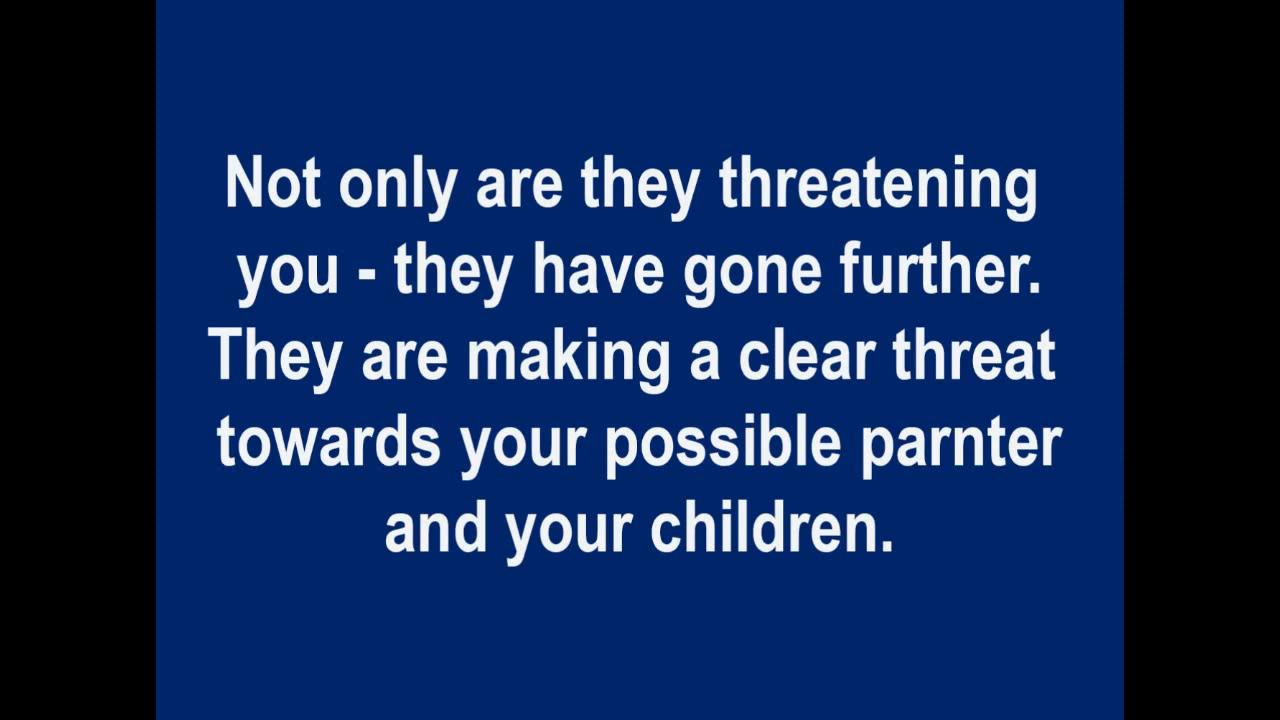 Not only are they threatening
you - they have gone further.
They are making a clear threat
towards your possible parnter
and your children.